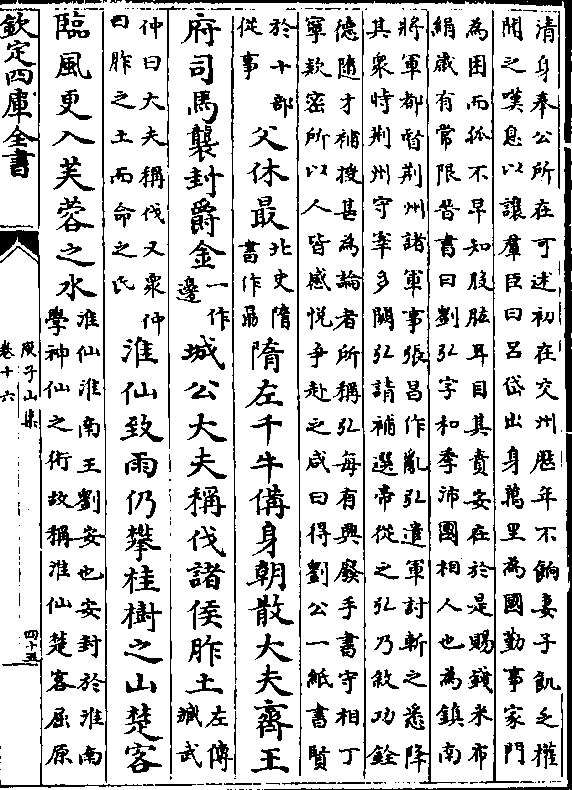 清身奉公所在可述初在交州歷年不餉妻子飢乏權
聞之嘆息以讓羣臣曰呂岱出身萬里為國勤事家門
為困而孤不早知股肱耳目其責安在於是賜錢米布
絹歲有常限晉書曰劉弘字和季沛國相人也為鎮南
將軍都督荊州諸軍事張昌作亂弘遣軍討斬之悉降
其衆時荊州守宰多闕弘請補選帝從之弘乃敘功銓
德隨才補授甚為論者所稱弘每有興廢手書守相丁
寧欵密所以人皆感悅爭赴之咸曰得劉公一紙書賢
於十部從事父休最北史隋書作鼎隋左千牛備身朝散大夫齊王
府司馬襲封爵金一作邊城公大夫稱伐諸侯胙土左傳臧武
仲曰大夫稱伐又衆仲曰胙之土而命之氏淮仙致雨仍攀桂樹之山楚客
臨風更入芙蓉之水淮仙淮南王劉安也安封於淮南學神仙之術故稱淮仙楚客屈原
欽定四庫全書
庾子山集
卷十六
四十五